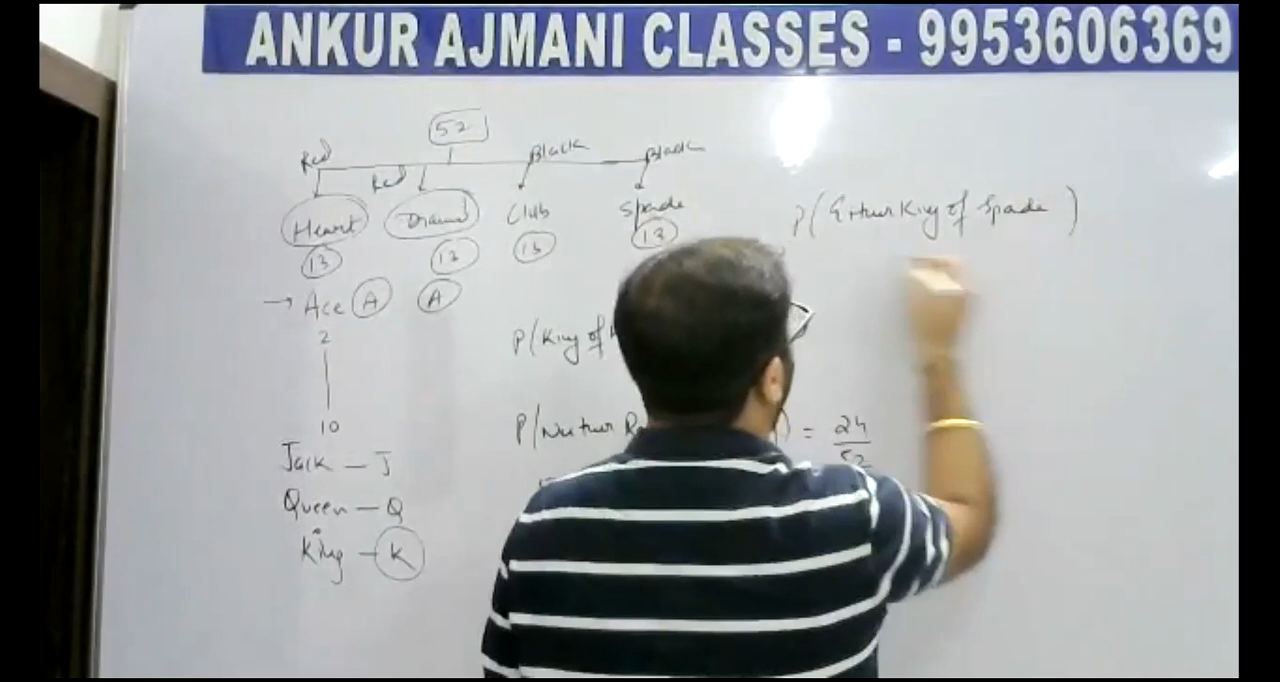 ANKUR AJMANI CLASSES - 9953606369
52
Red Red Black Black
Heart Diamond Club Spade
13 13 13 13
P( Either King of Spade )
→ Ace A A
2
P( King of
10
P( Neither ) = 24/52
Jack — J
Queen — Q
King — K